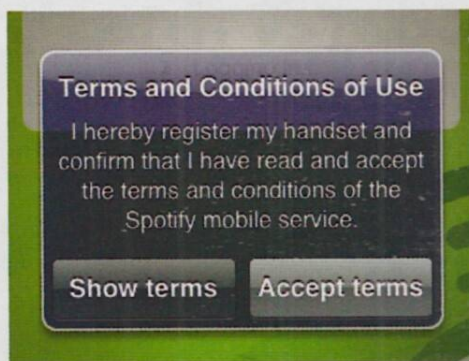 Terms and Conditions of Use
I hereby register my handset and
confirm that I have read and accept
the terms and conditions of the
Spotify mobile service.
Show terms
Accept terms